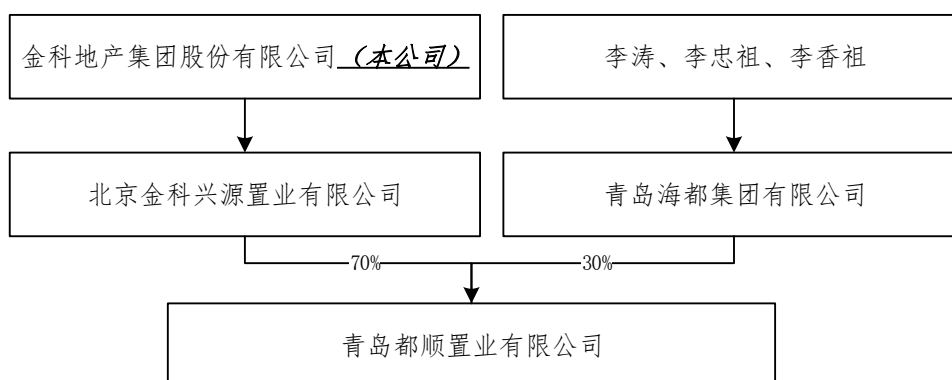 金科地产集团股份有限公司（本公司）
李涛、李忠祖、李香祖
北京金科兴源置业有限公司
青岛海都集团有限公司
70%
30%
青岛都顺置业有限公司